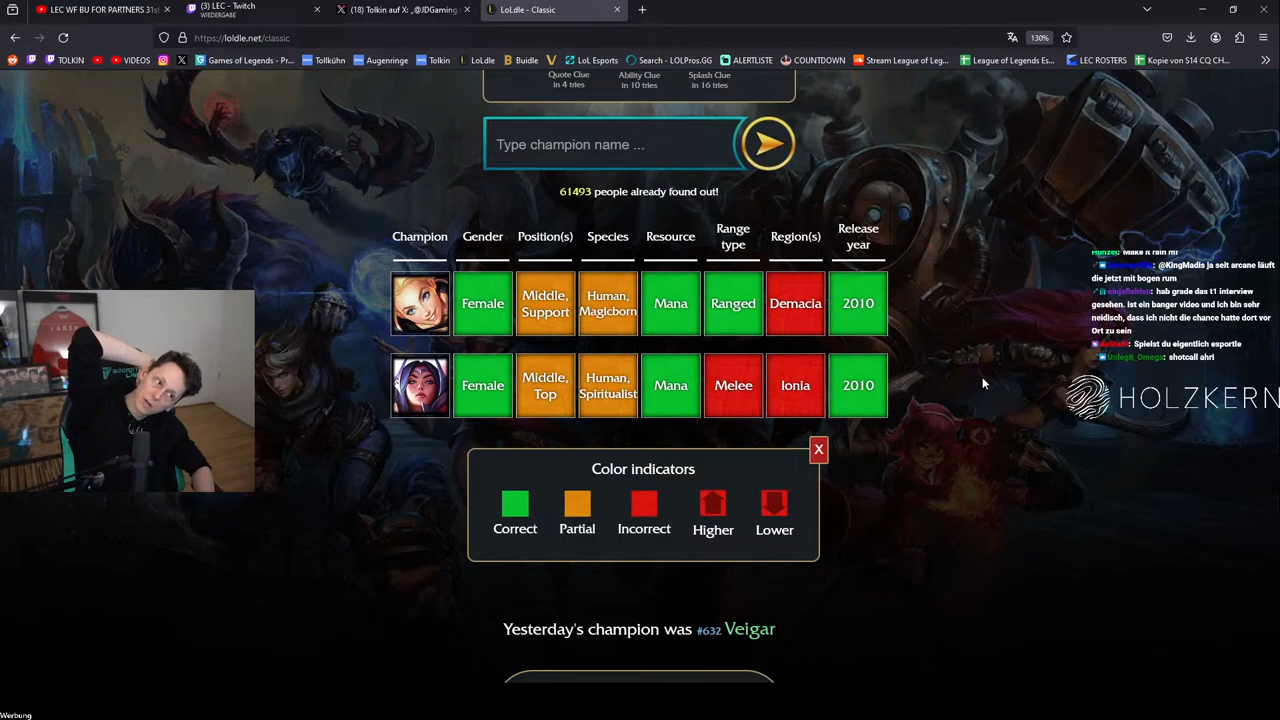 LEC WF BU FOR PARTNERS 31st
(3) LEC - Twitch
WIEDERGABE
(18) Tolkin auf X: „@JDGaming
LoLdle - Classic
https://loldle.net/classic
130%
TOLKIN
VIDEOS
Games of Legends - Pr...
Tollkühn
Augenringe
Tolkin
LoLdle
Buidle
LoL Esports
Search - LOLPros.GG
ALERTLISTE
COUNTDOWN
Stream League of Leg...
League of Legends Es...
LEC ROSTERS
Kopie von S14 CQ CH...
Quote Clue
in 4 tries
Ability Clue
in 10 tries
Splash Clue
in 16 tries
Type champion name ...
61493 people already found out!
Champion
Gender
Position(s)
Species
Resource
Range
type
Region(s)
Release
year
Female
Middle,
Support
Human,
Magicborn
Mana
Ranged
Demacia
2010
Female
Middle,
Top
Human,
Spiritualist
Mana
Melee
Ionia
2010
Color indicators
X
Correct
Partial
Incorrect
Higher
Lower
Yesterday's champion was #632 Veigar
Make it rain m!
@KingMadis ja seit arcane läuft
die jetzt mit bogen rum
hab grade das t1 interview
gesehen. ist ein banger video und ich bin sehr
neidisch, dass ich nicht die chance hatte dort vor
Ort zu sein
Spielst du eigentlich esportle
Unlogit_Omega: shotcall ahri
HOLZKERN
FAKER
Werbung